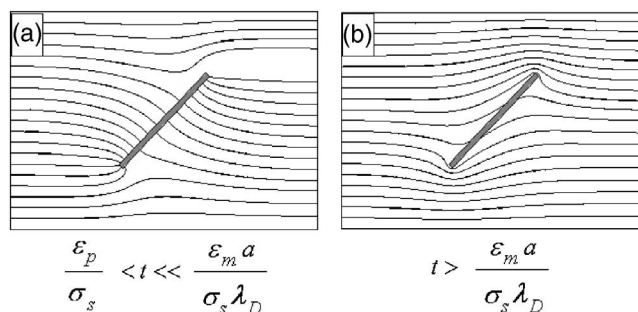 (a)
(b)
ε_p / σ_s < t << ε_m a / σ_s λ_D
t > ε_m a / σ_s λ_D